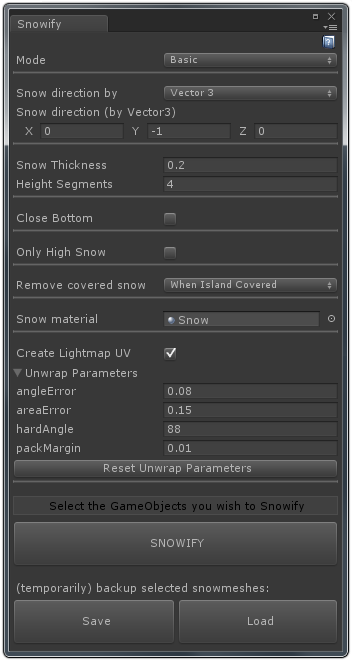 Snowify
Mode Basic
Snow direction by Vector 3
Snow direction (by Vector3)
X 0 Y -1 Z 0
Snow Thickness 0.2
Height Segments 4
Close Bottom
Only High Snow
Remove covered snow When Island Covered
Snow material Snow
Create Lightmap UV
Unwrap Parameters
angleError 0.08
areaError 0.15
hardAngle 88
packMargin 0.01
Reset Unwrap Parameters
Select the GameObjects you wish to Snowify
SNOWIFY
(temporarily) backup selected snowmeshes:
Save Load